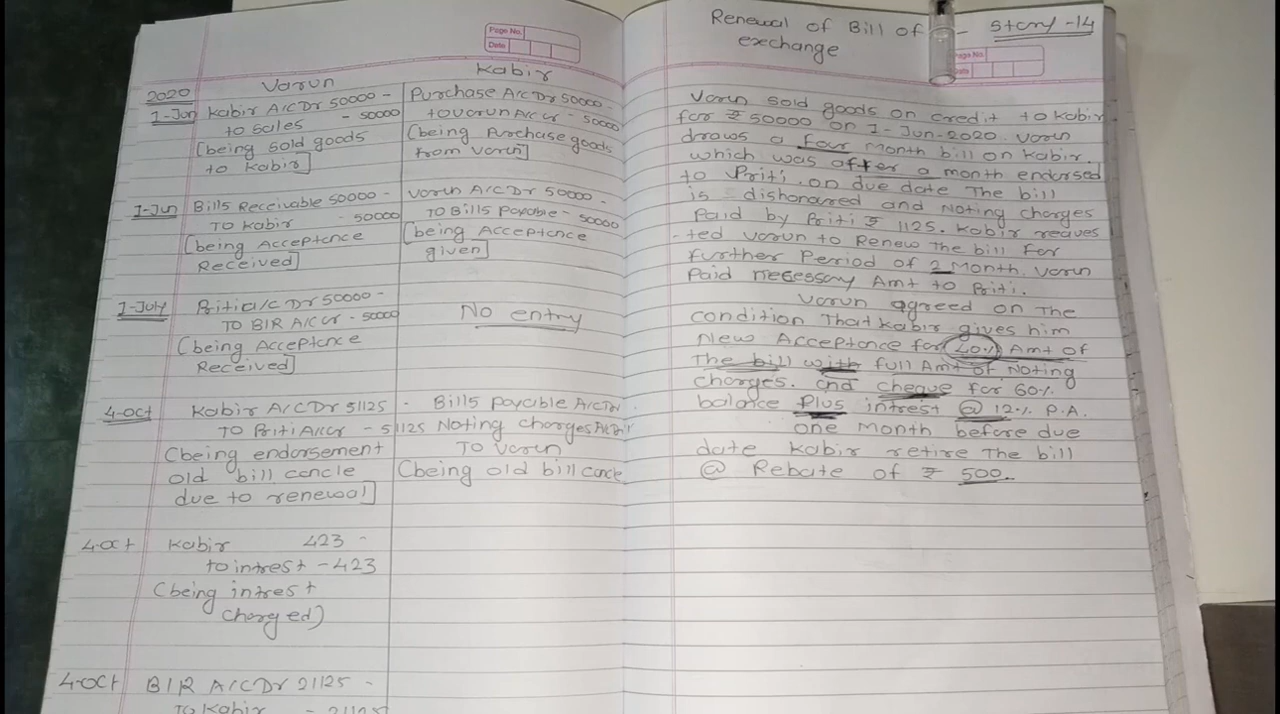 Page No.
Date
Varun
Kabir
2020
1-Jun Kabir A/C Dr 50000 -
to sales - 50000
[being sold goods
to Kabir]
Purchase A/C Dr 50000 -
to varun A/C cr - 50000
(being Purchase goods
from varun]
1-Jun Bills Receivable 50000 -
TO Kabir - 50000
[being Acceptance
Received]
varun A/C Dr 50000 -
TO Bills Payable - 50000
[being Acceptance
given]
1-July Priti a/c Dr 50000 -
TO B/R A/C cr - 50000
(being Acceptnce
Received]
No entry
4-Oct Kabir A/C Dr 51125 -
TO Priti A/c cr - 51125
(being endorsement
old bill cancle
due to renewal]
Bills payable A/C Dr
Noting charges A/c Dr
TO Varun
(being old bill cancle
4-Oct Kabir 423 -
to intrest - 423
(being intrest
charged)
4-Oct B/R A/C Dr 21125 -
TO Kabir - 21125
Renewal of Bill of
exchange
- Stcm/ -14
Page No.
Date
Varun sold goods on credit to Kabir
for ₹ 50000 on 1-Jun-2020. Varun
draws a four month bill on Kabir.
which was after a month endorsed
to Priti. on due date The bill
is dishonoured and Noting charges
Paid by Priti ₹ 1125. Kabir reques
-ted varun to Renew The bill for
further Period of 2 Month. varun
Paid necessay Amt to Priti.
Varun agreed on The
condition That Kabir gives him
New Acceptance for 40% Amt of
The bill with full Amt of Noting
charges. and cheque for 60%
balance Plus intrest @ 12% P.A.
one month before due
date Kabir retire The bill
@ Rebate of ₹ 500.